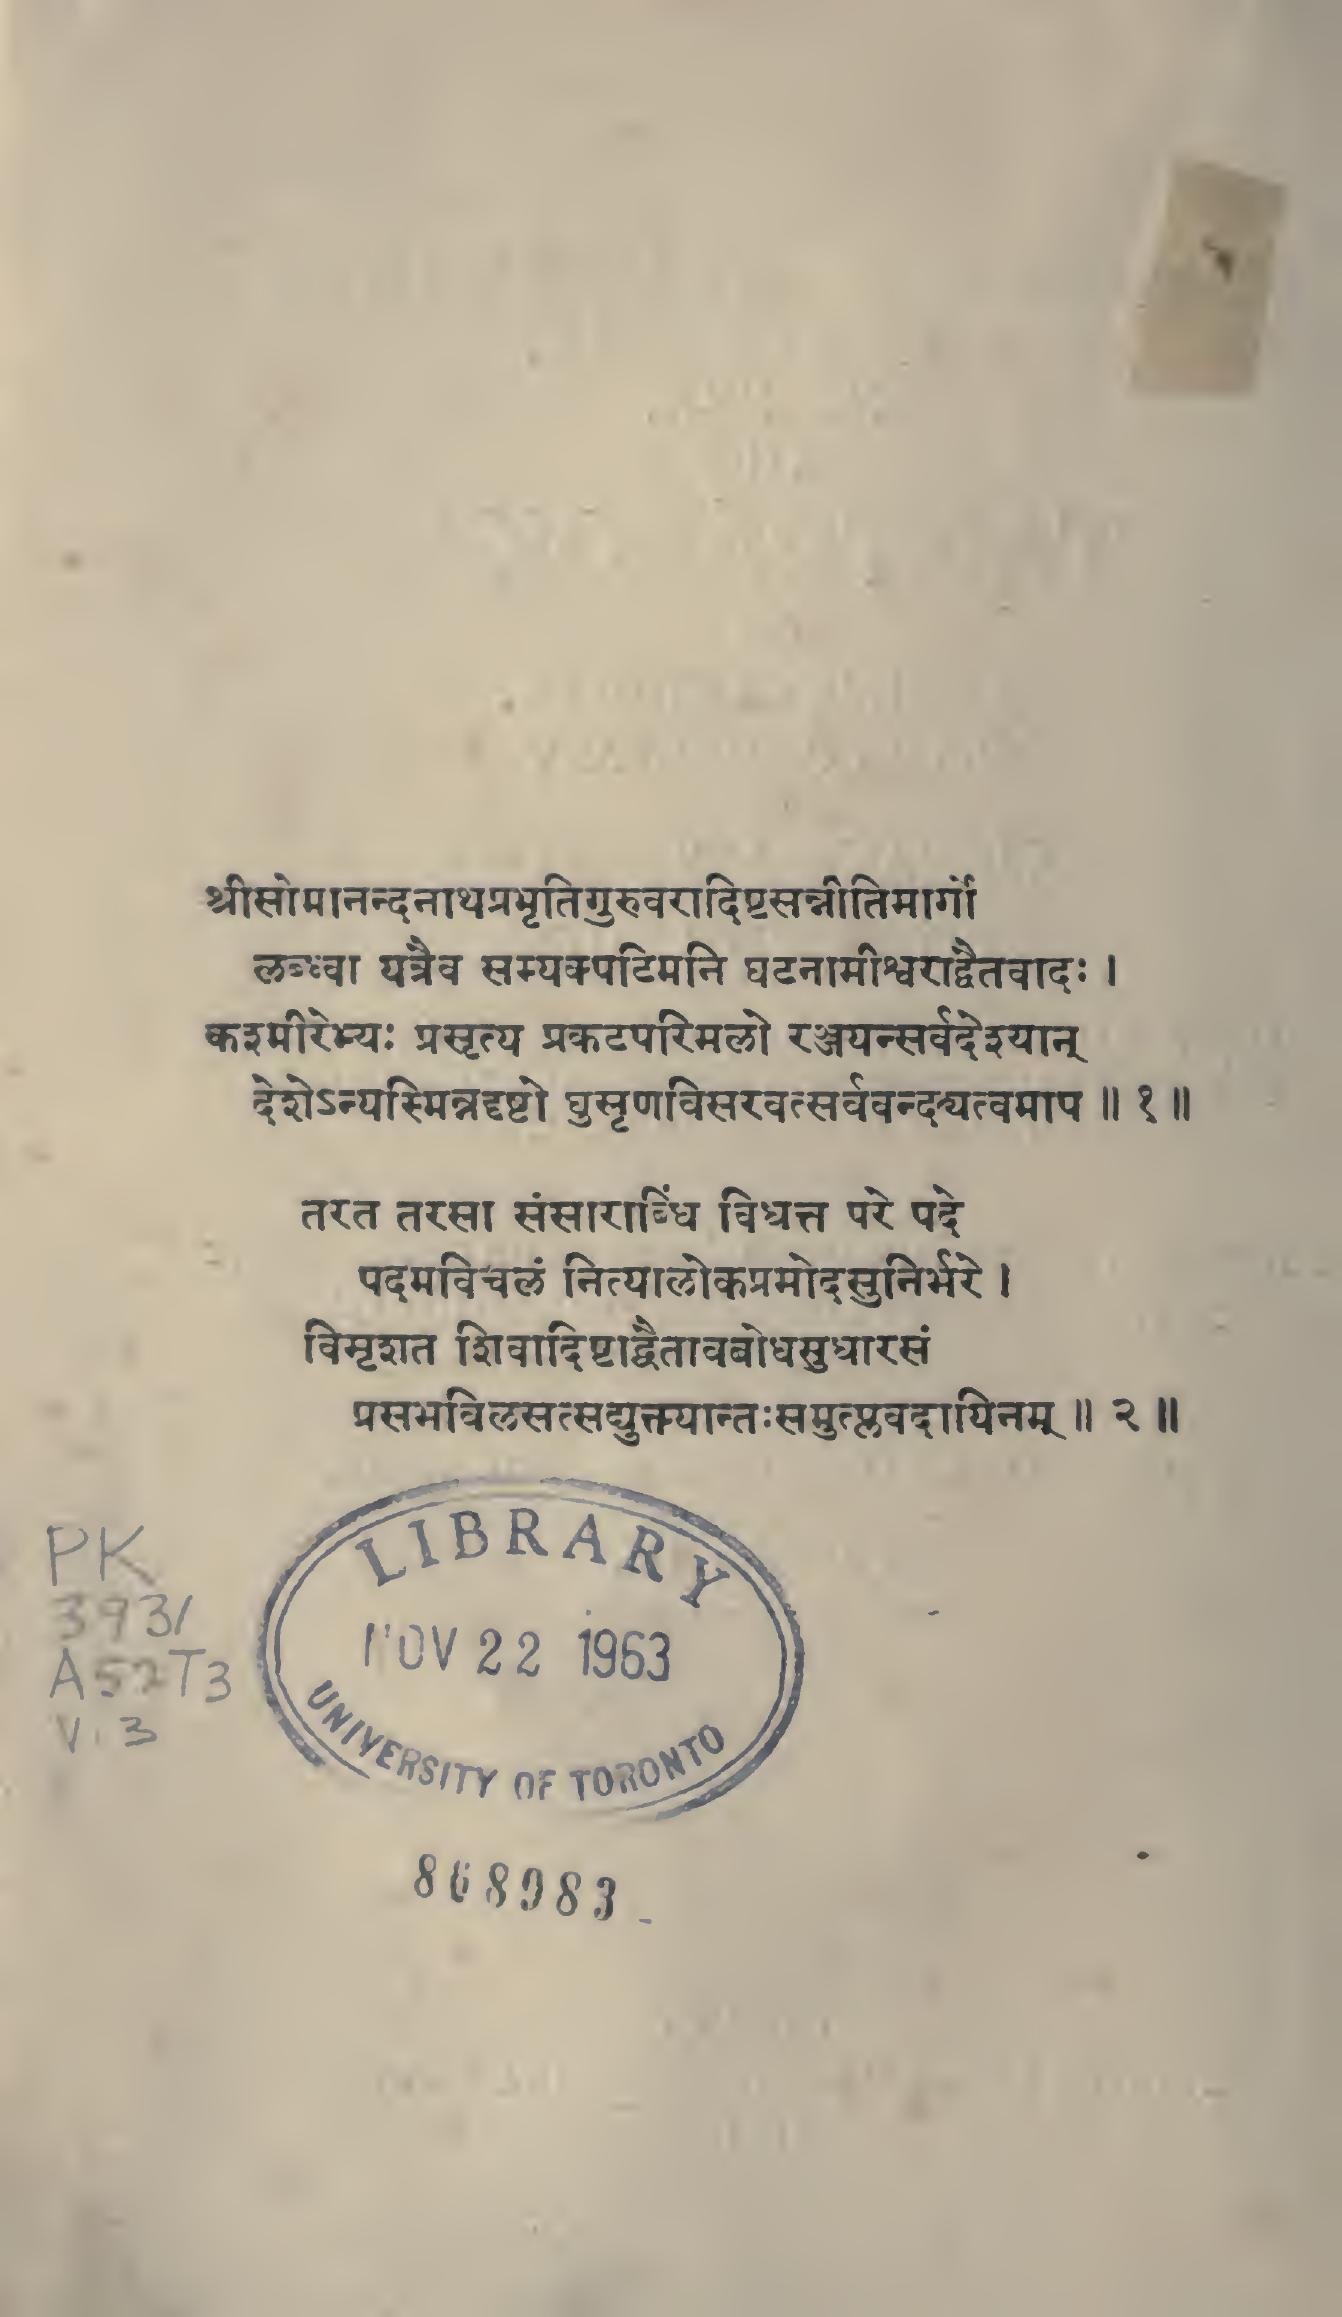 श्रीसोमानन्दनाथप्रभृतिगुरुवरादिष्टसन्नीतिमार्गो
लब्ध्वा यत्रैव सम्यक्पटिमनि घटनामीश्वराद्वैतवादः ।
कश्मीरेभ्यः प्रसृत्य प्रकटपरिमलो रञ्जयन्सर्वदेश्यान्
देशेऽन्यस्मिन्नदृष्टो घुसृणविसरवत्सर्ववन्द्यत्वमाप ॥ १ ॥
तरत तरसा संसाराब्धिं विधत्त परे पदे
पदमविचलं नित्यालोकप्रमोदसुनिर्भरे ।
विमृशत शिवादिष्टाद्वैतावबोधसुधारसं
प्रसभविलसत्सद्युक्त्यान्तःसमुत्प्लवदायिनम् ॥ २ ॥
LIBRARY
NOV 22 1963
UNIVERSITY OF TORONTO
PK
3931
A52T3
V.3
868983